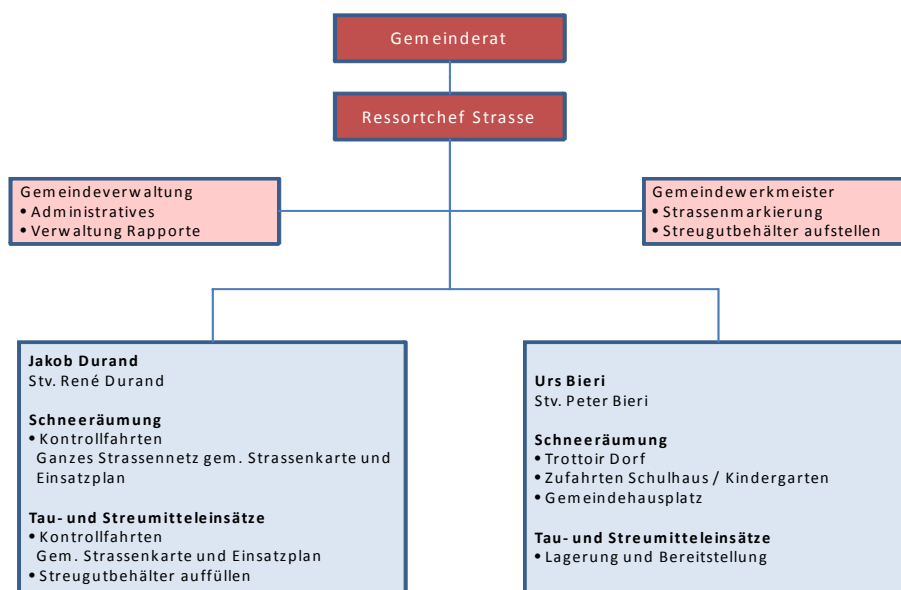 Gemeinderat
Ressortchef Strasse
Gemeindeverwaltung
• Administratives
• Verwaltung Rapporte
Gemeindewerkmeister
• Strassenmarkierung
• Streugutbehälter aufstellen
Jakob Durand
Stv. René Durand
Schneeräumung
• Kontrollfahrten
Ganzes Strassennetz gem. Strassenkarte und
Einsatzplan
Tau- und Streumitteleinsätze
• Kontrollfahrten
Gem. Strassenkarte und Einsatzplan
• Streugutbehälter auffüllen
Urs Bieri
Stv. Peter Bieri
Schneeräumung
• Trottoir Dorf
• Zufahrten Schulhaus / Kindergarten
• Gemeindehausplatz
Tau- und Streumitteleinsätze
• Lagerung und Bereitstellung